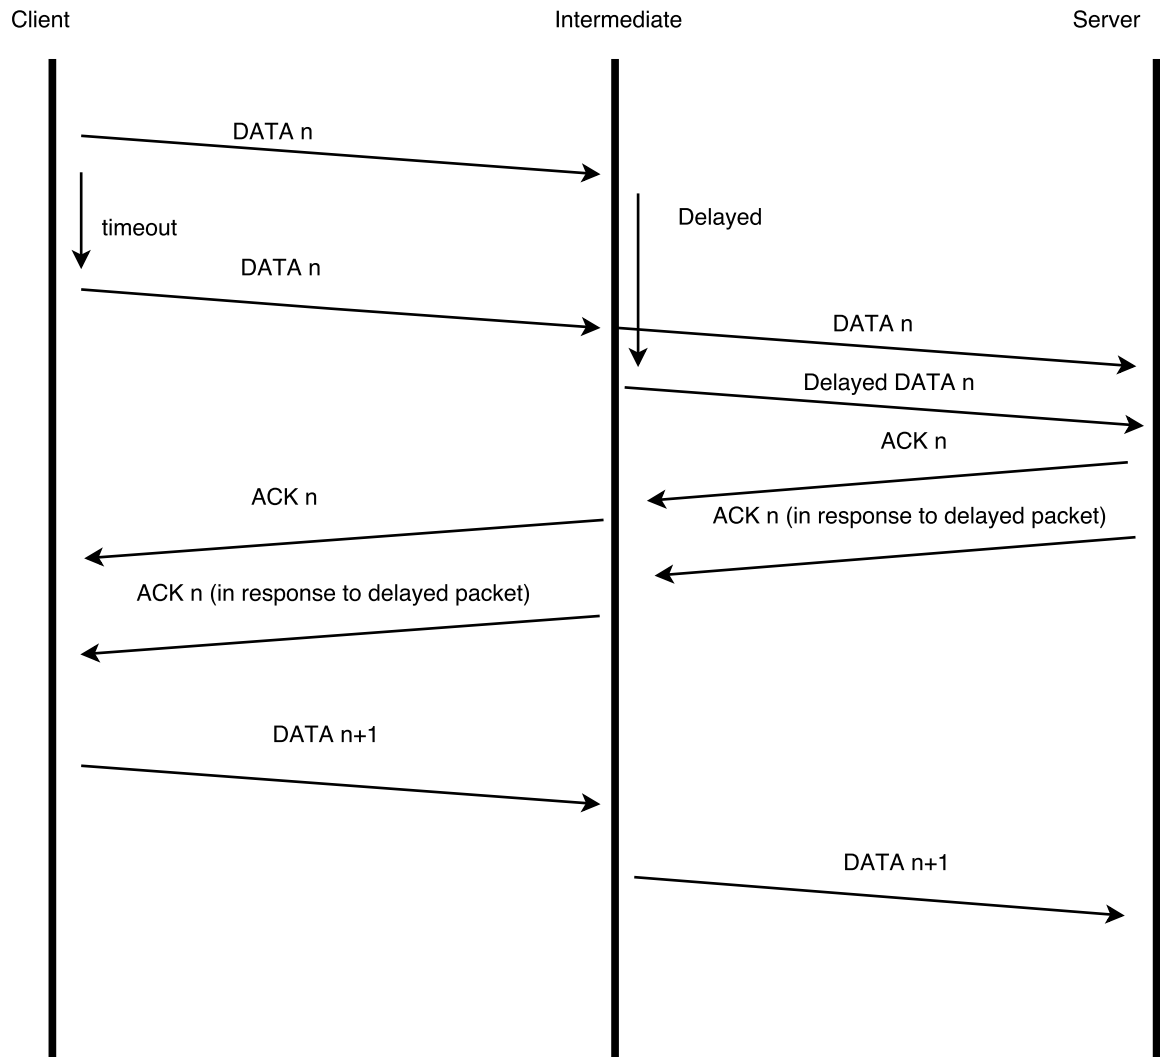 Client
Intermediate
Server
DATA n
timeout
Delayed
DATA n
DATA n
Delayed DATA n
ACK n
ACK n
ACK n (in response to delayed packet)
ACK n (in response to delayed packet)
DATA n+1
DATA n+1